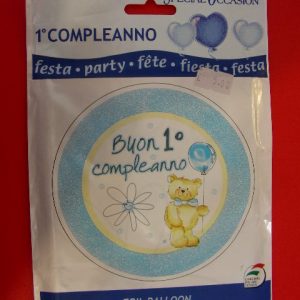 SPECIAL OCCASION
1° COMPLEANNO
festa - party - fête - fiesta - festa
Buon 1°
compleanno
FOIL BALLOON